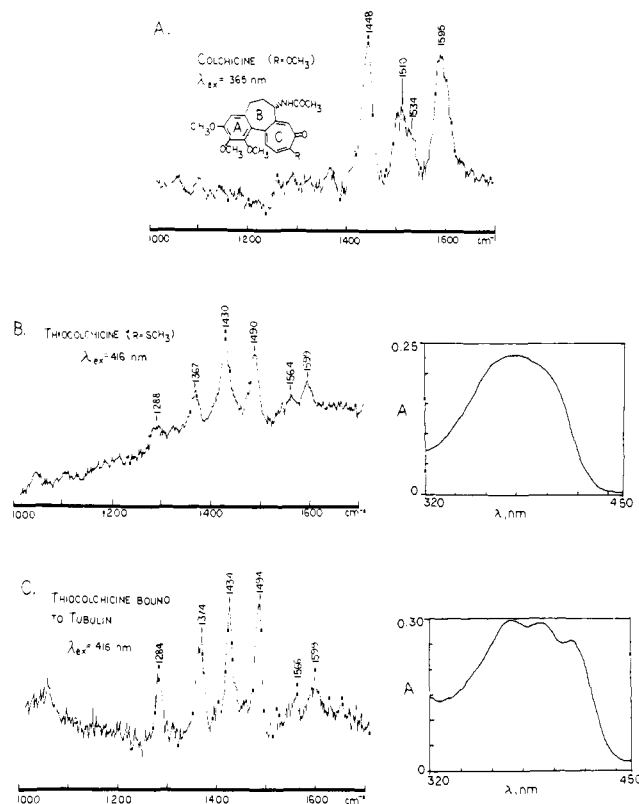 A.
COLCHICINE (R=OCH3)
λex = 365 nm
1448
1510
1534
1595
NHCOCH3
B
A
C
O
CH3O
OCH3
OCH3
R
1000
1200
1400
1600
cm-1
B.
THIOCOLCHICINE (R=SCH3)
λex = 416 nm
1288
1367
1430
1490
1564
1599
1000
1200
1400
1600
cm-1
0.25
A
0
320
450
λ, nm
C.
THIOCOLCHICINE BOUND
TO TUBULIN
λex = 416 nm
1284
1374
1434
1494
1566
1599
1000
1200
1400
1600
cm-1
0.30
A
0
320
450
λ, nm